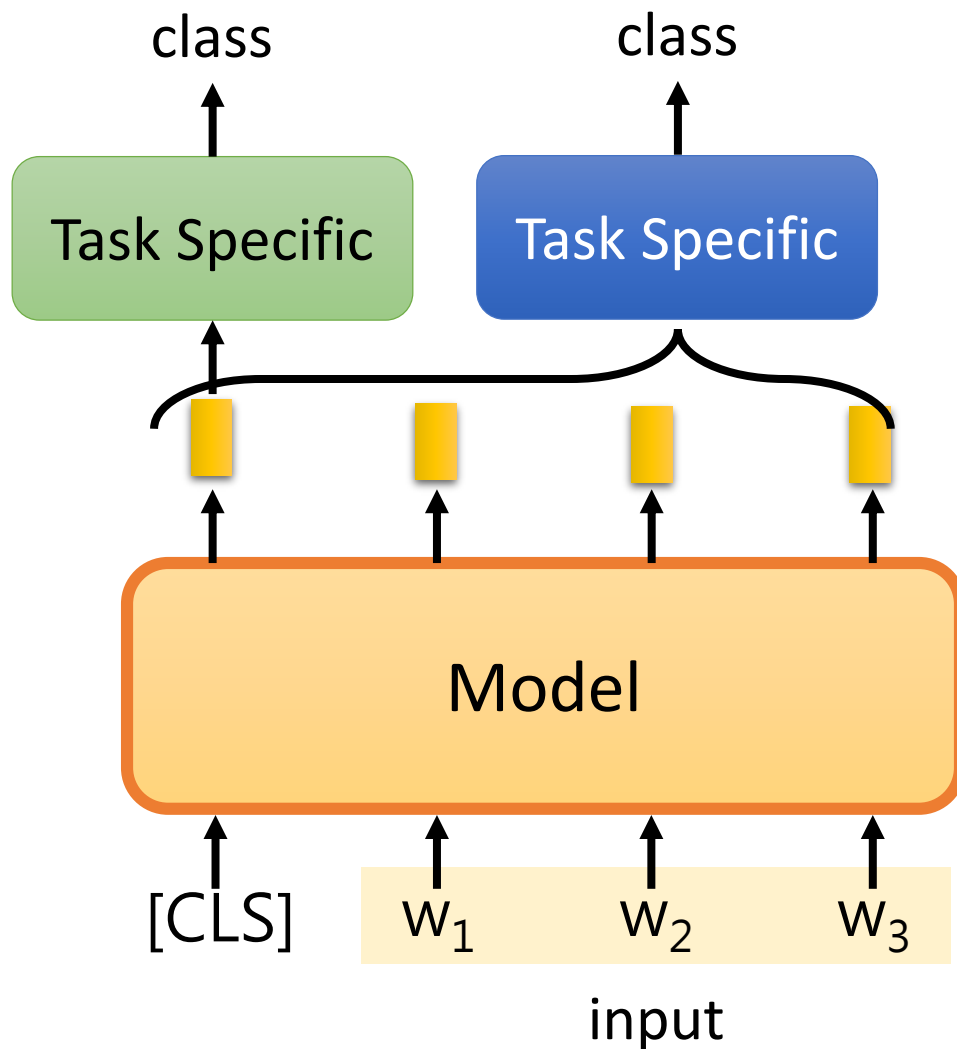 class class
Task Specific Task Specific
Model
[CLS] w₁ w₂ w₃
input